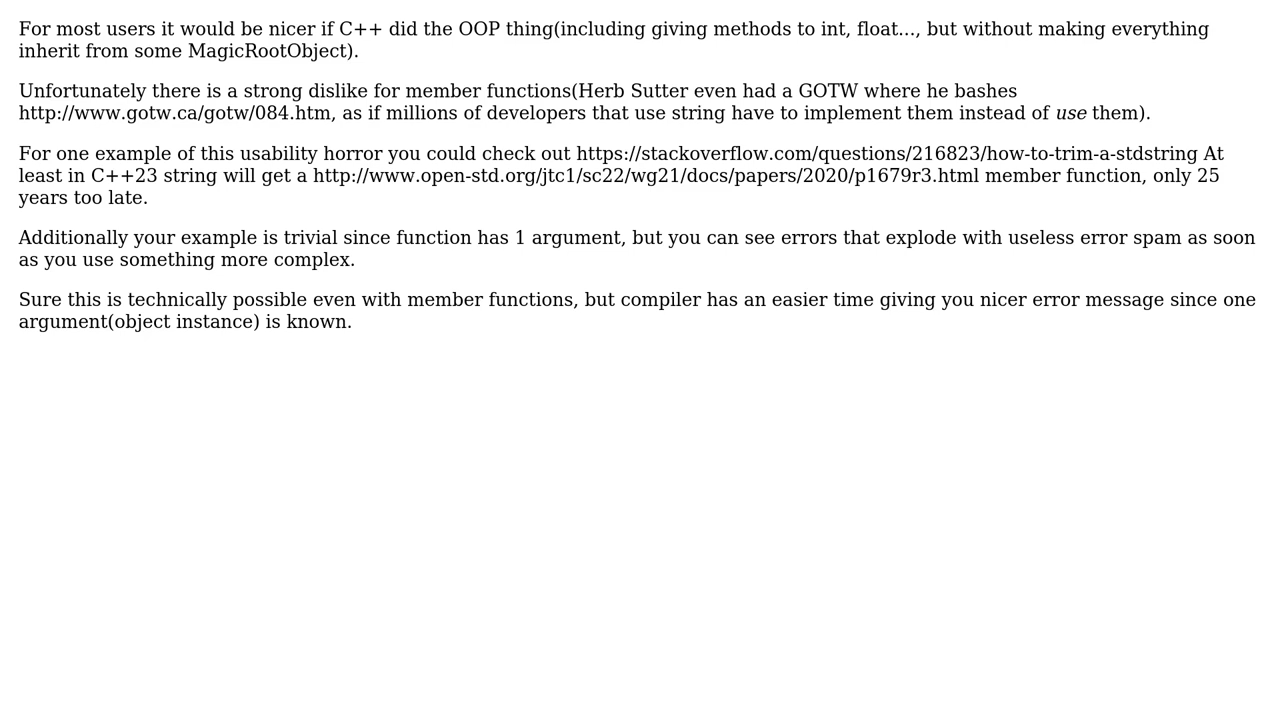 For most users it would be nicer if C++ did the OOP thing(including giving methods to int, float..., but without making everything
inherit from some MagicRootObject).
Unfortunately there is a strong dislike for member functions(Herb Sutter even had a GOTW where he bashes
http://www.gotw.ca/gotw/084.htm, as if millions of developers that use string have to implement them instead of use them).
For one example of this usability horror you could check out https://stackoverflow.com/questions/216823/how-to-trim-a-stdstring At
least in C++23 string will get a http://www.open-std.org/jtc1/sc22/wg21/docs/papers/2020/p1679r3.html member function, only 25
years too late.
Additionally your example is trivial since function has 1 argument, but you can see errors that explode with useless error spam as soon
as you use something more complex.
Sure this is technically possible even with member functions, but compiler has an easier time giving you nicer error message since one
argument(object instance) is known.